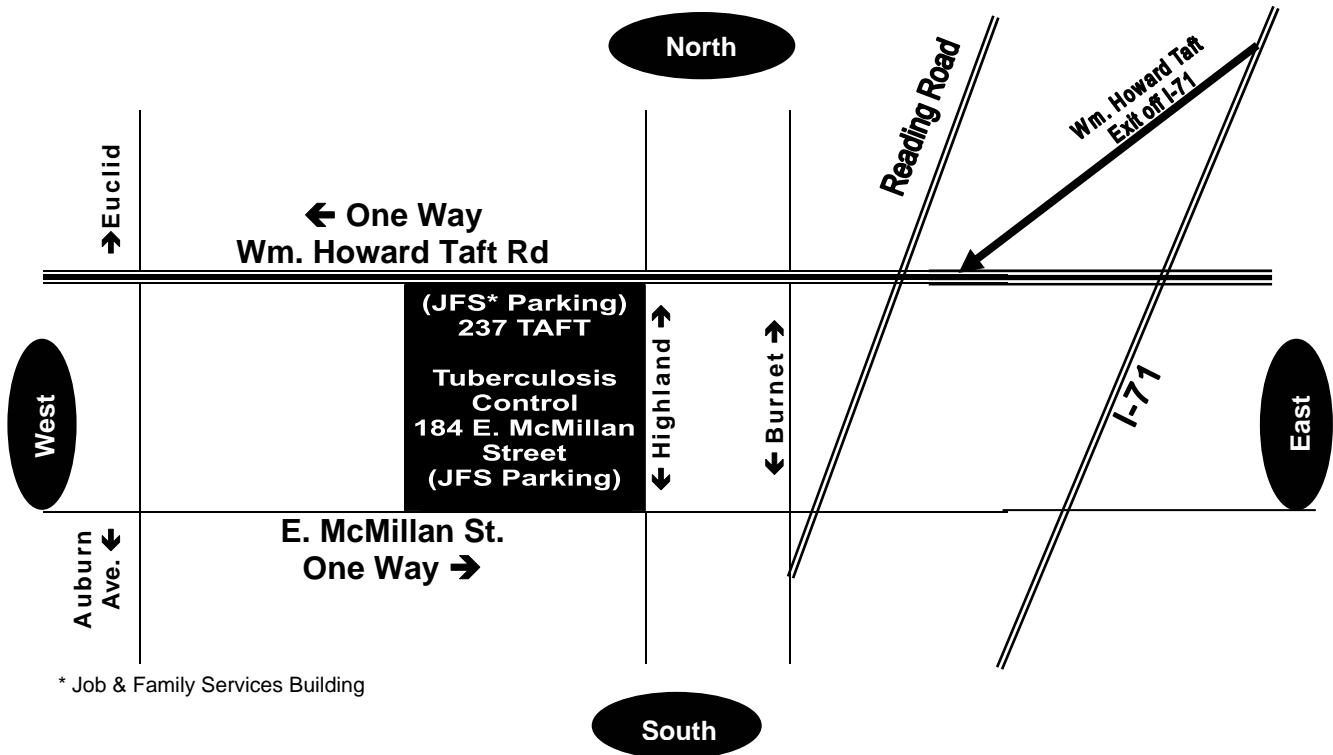 North
Reading Road
Wm. Howard Taft
Exit off I-71
→Euclid
← One Way
Wm. Howard Taft Rd
(JFS* Parking)
237 TAFT
Tuberculosis
Control
184 E. McMillan
Street
(JFS Parking)
← Highland →
← Burnet →
I-71
West
East
E. McMillan St.
One Way →
Auburn
Ave. ←
* Job & Family Services Building
South